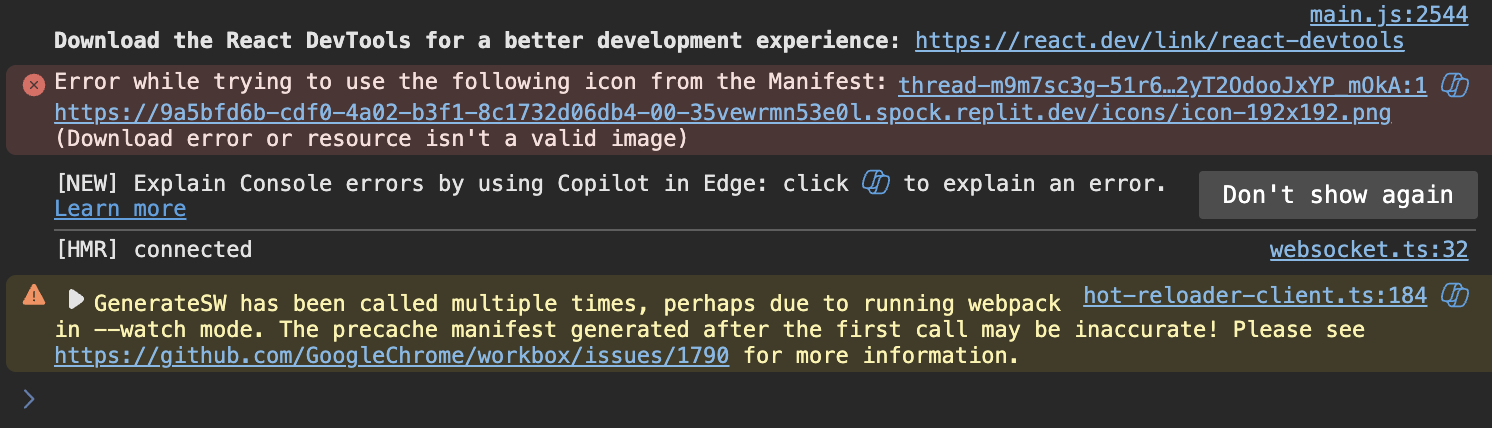 main.js:2544
Download the React DevTools for a better development experience: https://react.dev/link/react-devtools
Error while trying to use the following icon from the Manifest: thread-m9m7sc3g-51r6…2yT2OdooJxYP_mOkA:1
https://9a5bfd6b-cdf0-4a02-b3f1-8c1732d06db4-00-35vewrmn53e0l.spock.replit.dev/icons/icon-192x192.png
(Download error or resource isn't a valid image)
[NEW] Explain Console errors by using Copilot in Edge: click to explain an error.
Learn more
Don't show again
[HMR] connected websocket.ts:32
GenerateSW has been called multiple times, perhaps due to running webpack hot-reloader-client.ts:184
in --watch mode. The precache manifest generated after the first call may be inaccurate! Please see
https://github.com/GoogleChrome/workbox/issues/1790 for more information.